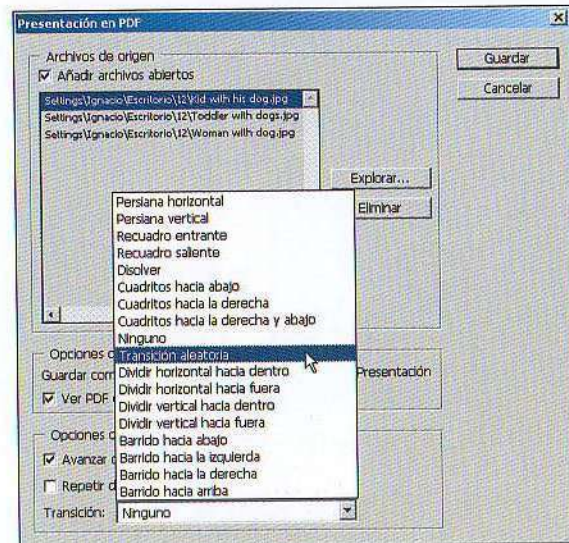 Presentación en PDF
Archivos de origen
Añadir archivos abiertos
Settings\Ignacio\Escritorio\12\Kid with his dog.jpg
Settings\Ignacio\Escritorio\12\Toddler with dogs.jpg
Settings\Ignacio\Escritorio\12\Woman with dogs.jpg
Guardar
Cancelar
Explorar...
Eliminar
Persiana horizontal
Persiana vertical
Recuadro entrante
Recuadro saliente
Disolver
Cuadritos hacia abajo
Cuadritos hacia la derecha
Cuadritos hacia la derecha y abajo
Ninguno
Transición aleatoria
Dividir horizontal hacia dentro
Dividir horizontal hacia fuera
Dividir vertical hacia dentro
Dividir vertical hacia fuera
Barrido hacia abajo
Barrido hacia la izquierda
Barrido hacia la derecha
Barrido hacia arriba
Opciones
Guardar Presentación
Ver PDF
Opciones
Avanzar
Repetir
Transición: Ninguno